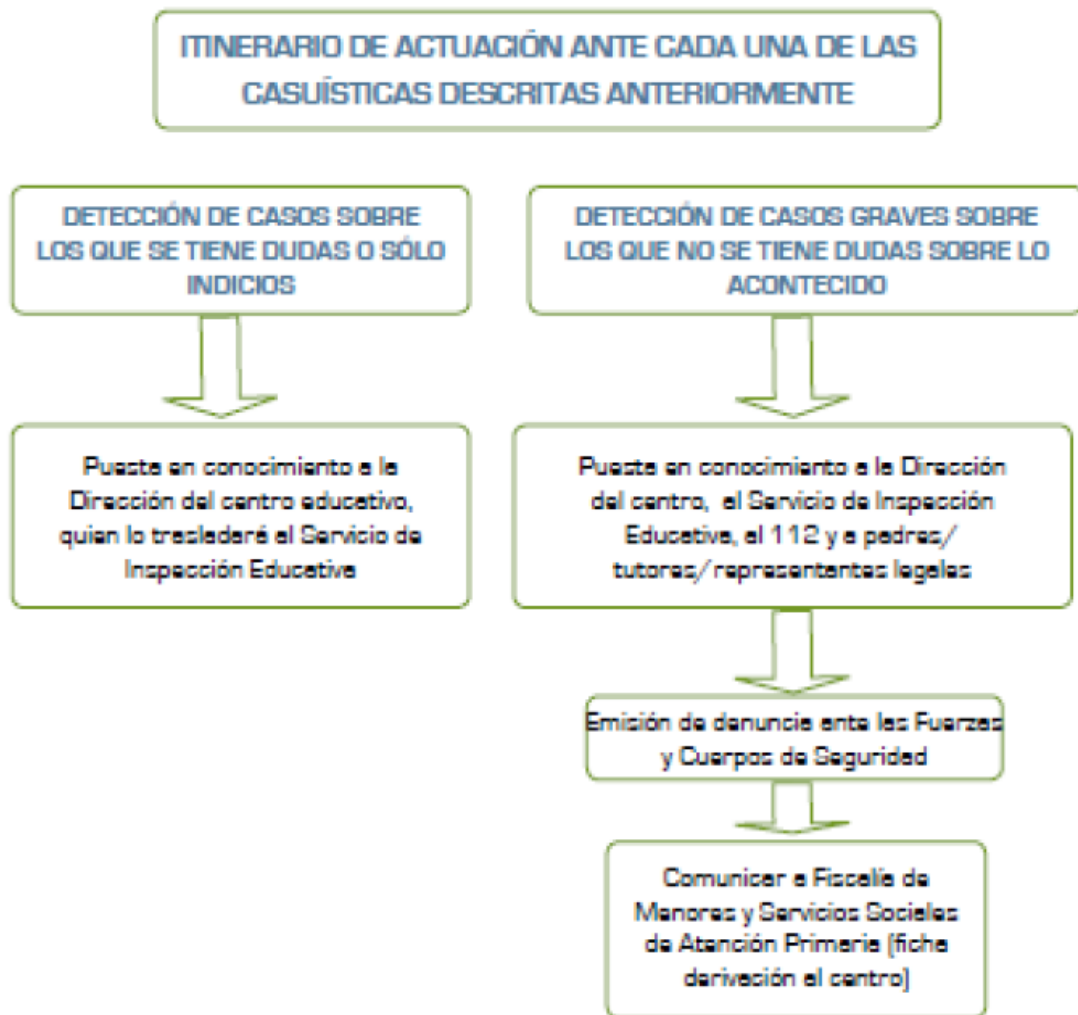 ITINERARIO DE ACTUACIÓN ANTE CADA UNA DE LAS
CASUÍSTICAS DESCRITAS ANTERIORMENTE
DETECCIÓN DE CASOS SOBRE
LOS QUE SE TIENE DUDAS O SÓLO
INDICIOS
Puesta en conocimiento a la
Dirección del centro educativo,
quien lo trasladará al Servicio de
Inspección Educativa
DETECCIÓN DE CASOS GRAVES SOBRE
LOS QUE NO SE TIENE DUDAS SOBRE LO
ACONTECIDO
Puesta en conocimiento a la Dirección
del centro, al Servicio de Inspección
Educativa, al 112 y a padres/
tutores/representantes legales
Emisión de denuncia ante las Fuerzas
y Cuerpos de Seguridad
Comunicar a Fiscalía de
Menores y Servicios Sociales
de Atención Primaria (ficha
derivación al centro)